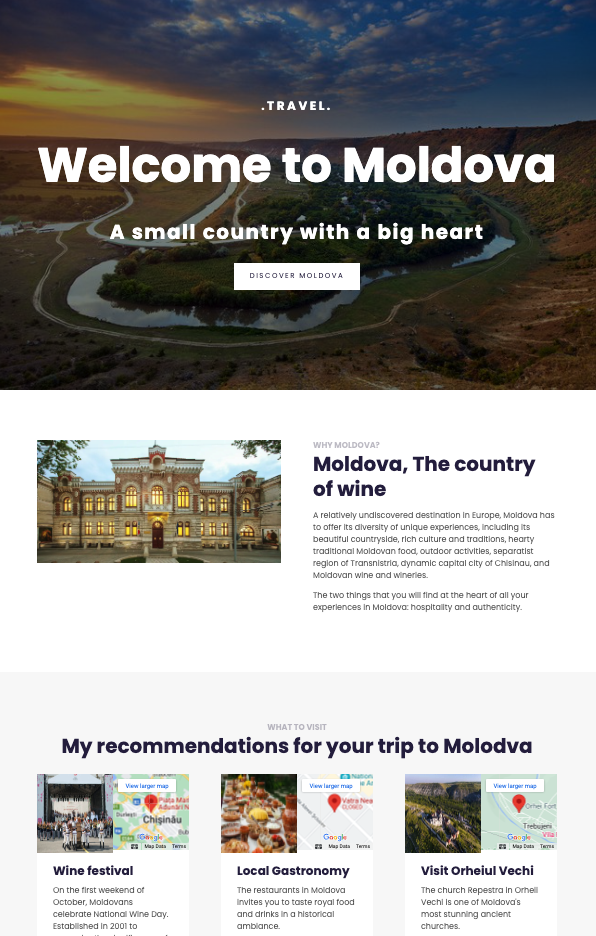 .TRAVEL.
Welcome to Moldova
A small country with a big heart
DISCOVER MOLDOVA
WHY MOLDOVA?
Moldova, The country
of wine
A relatively undiscovered destination in Europe, Moldova has
to offer its diversity of unique experiences, including its
beautiful countryside, rich culture and traditions, hearty
traditional Moldovan food, outdoor activities, separatist
region of Transnistria, dynamic capital city of Chisinau, and
Moldovan wine and wineries.
The two things that you will find at the heart of all your
experiences in Moldova: hospitality and authenticity.
WHAT TO VISIT
My recommendations for your trip to Molodva
View larger map
Piața Mar
Adunări N
Chișinău
Google
Map Data Terms
Wine festival
On the first weekend of
October, Moldovans
celebrate National Wine Day.
Established in 2001 to
View larger map
Nation
of Art
Vatra Nea
CLOSED
Google
Map Data Terms
Local Gastronomy
The restaurants in Moldova
invites you to taste royal food
and drinks in a historical
ambiance.
View larger map
Orhei Fort
Trebujeni
Google
Map Data Terms
Visit Orheiul Vechi
The church Repestra in Orheil
Vechi is one of Moldova's
most stunning ancient
churches.